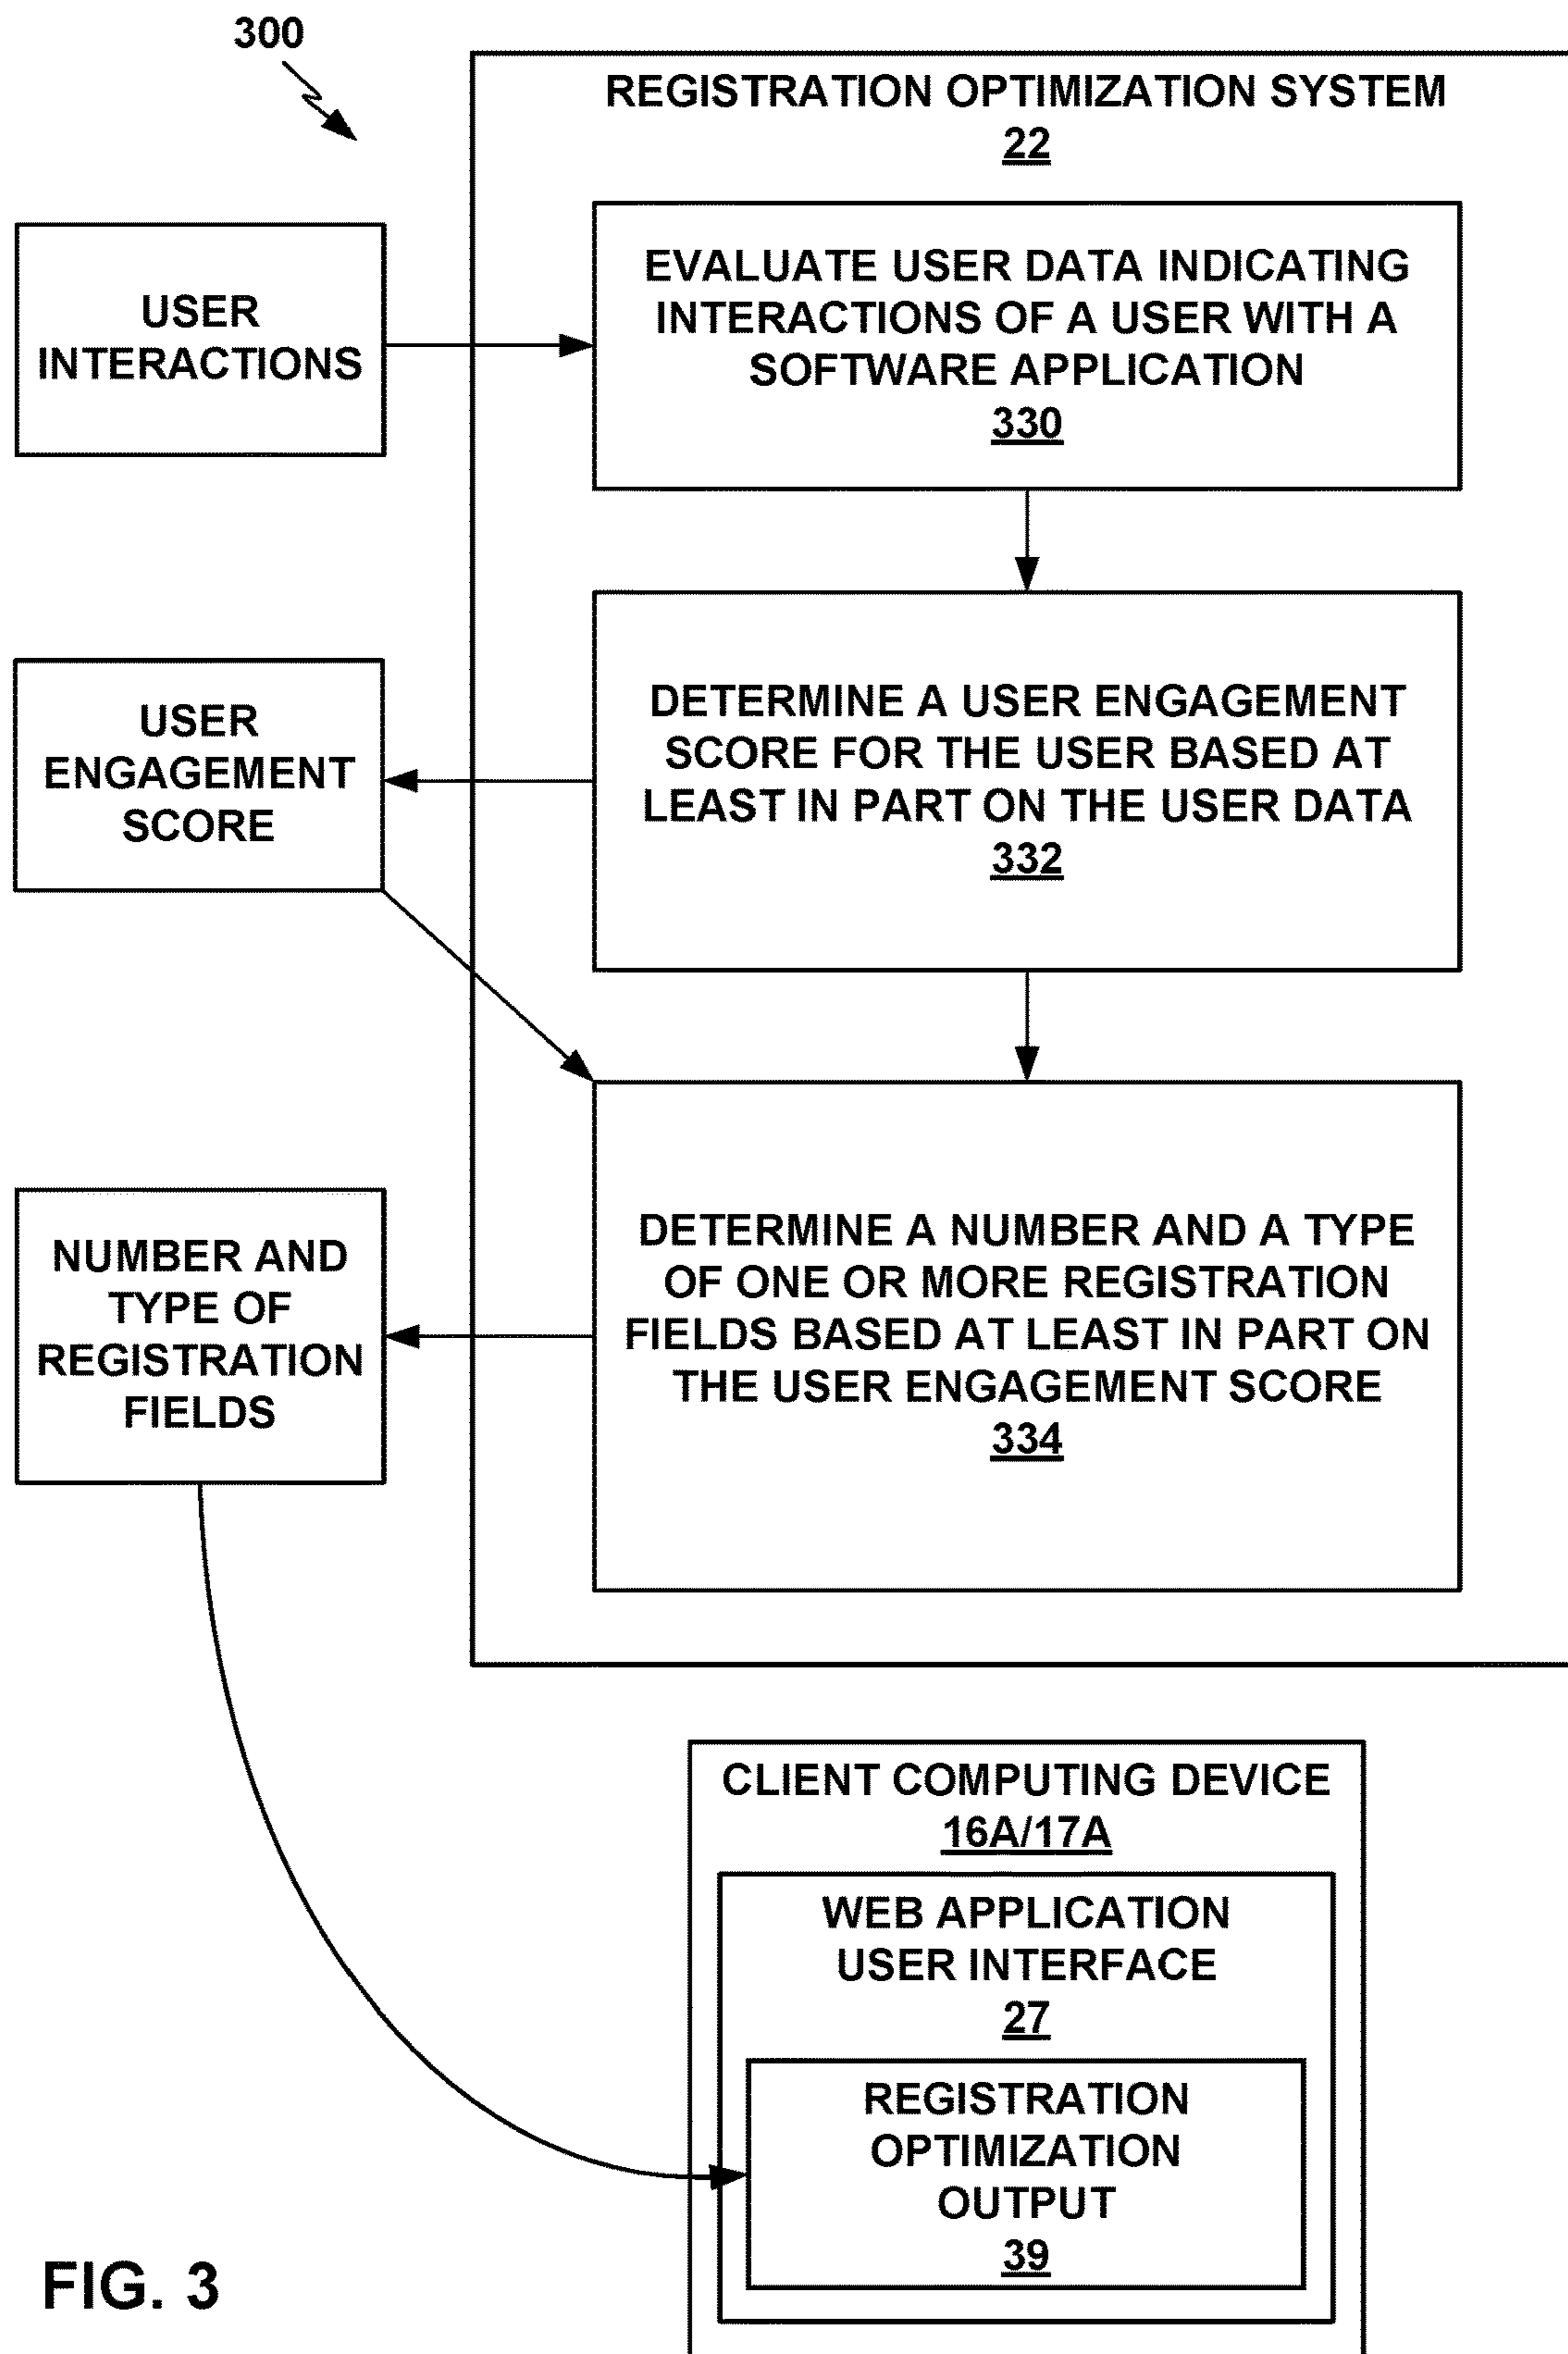 300
REGISTRATION OPTIMIZATION SYSTEM
22
USER
INTERACTIONS
EVALUATE USER DATA INDICATING
INTERACTIONS OF A USER WITH A
SOFTWARE APPLICATION
330
USER
ENGAGEMENT
SCORE
DETERMINE A USER ENGAGEMENT
SCORE FOR THE USER BASED AT
LEAST IN PART ON THE USER DATA
332
NUMBER AND
TYPE OF
REGISTRATION
FIELDS
DETERMINE A NUMBER AND A TYPE
OF ONE OR MORE REGISTRATION
FIELDS BASED AT LEAST IN PART ON
THE USER ENGAGEMENT SCORE
334
CLIENT COMPUTING DEVICE
16A/17A
WEB APPLICATION
USER INTERFACE
27
REGISTRATION
OPTIMIZATION
OUTPUT
39
FIG. 3